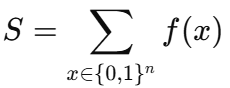 S = ∑_{x∈{0,1}^n} f(x)